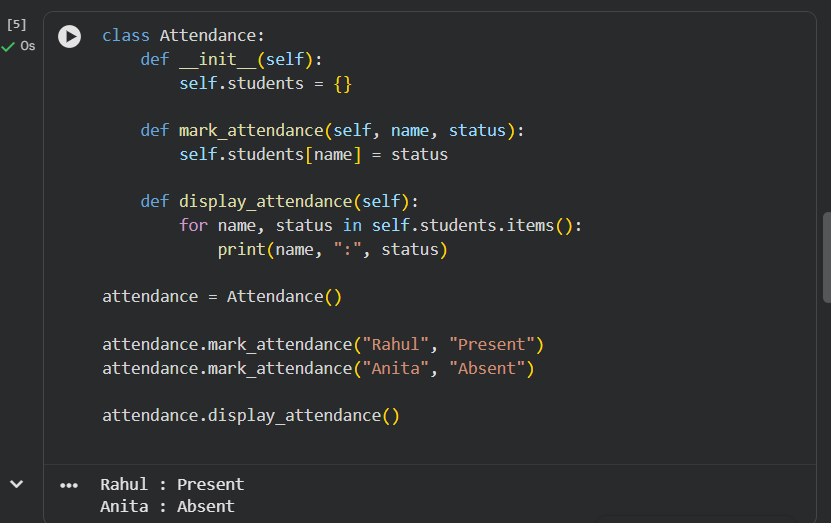 [5]
0s
class Attendance:
    def __init__(self):
        self.students = {}

    def mark_attendance(self, name, status):
        self.students[name] = status

    def display_attendance(self):
        for name, status in self.students.items():
            print(name, ":", status)

attendance = Attendance()

attendance.mark_attendance("Rahul", "Present")
attendance.mark_attendance("Anita", "Absent")

attendance.display_attendance()

Rahul : Present
Anita : Absent